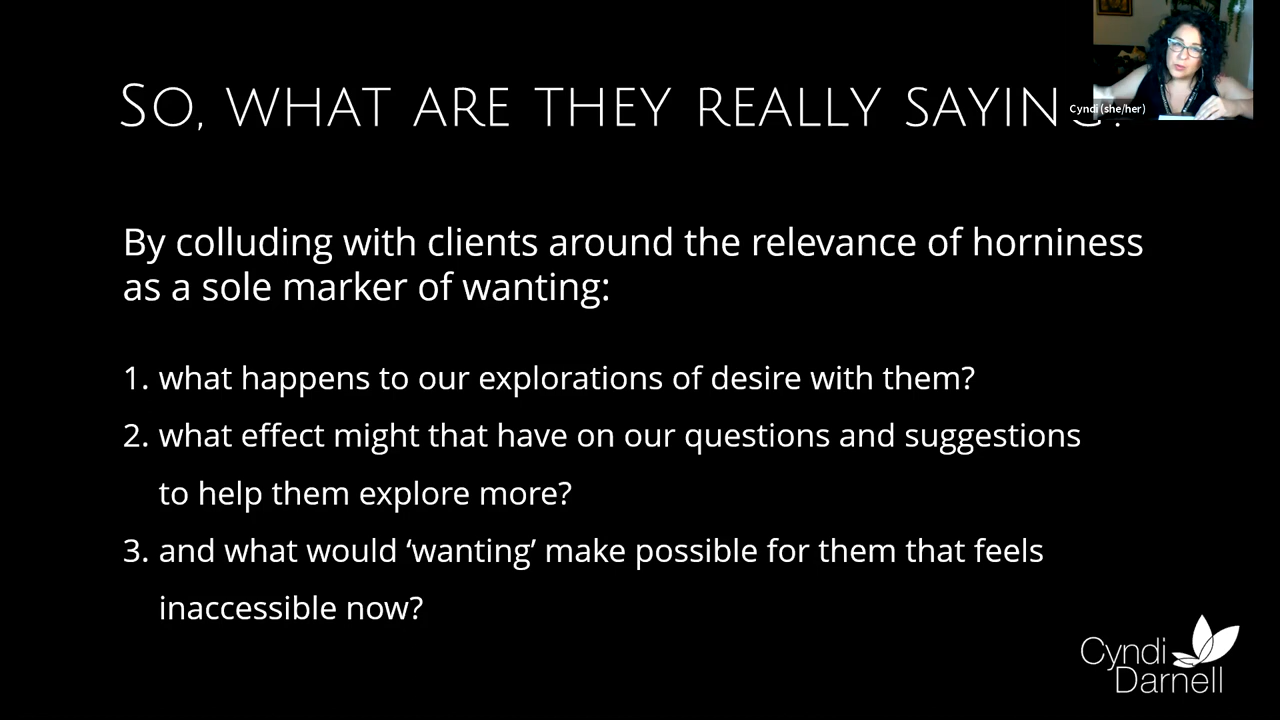 SO, WHAT ARE THEY REALLY SAYING?
Cyndi (she/her)
By colluding with clients around the relevance of horniness
as a sole marker of wanting:
1. what happens to our explorations of desire with them?
2. what effect might that have on our questions and suggestions
to help them explore more?
3. and what would ‘wanting’ make possible for them that feels
inaccessible now?
Cyndi
Darnell